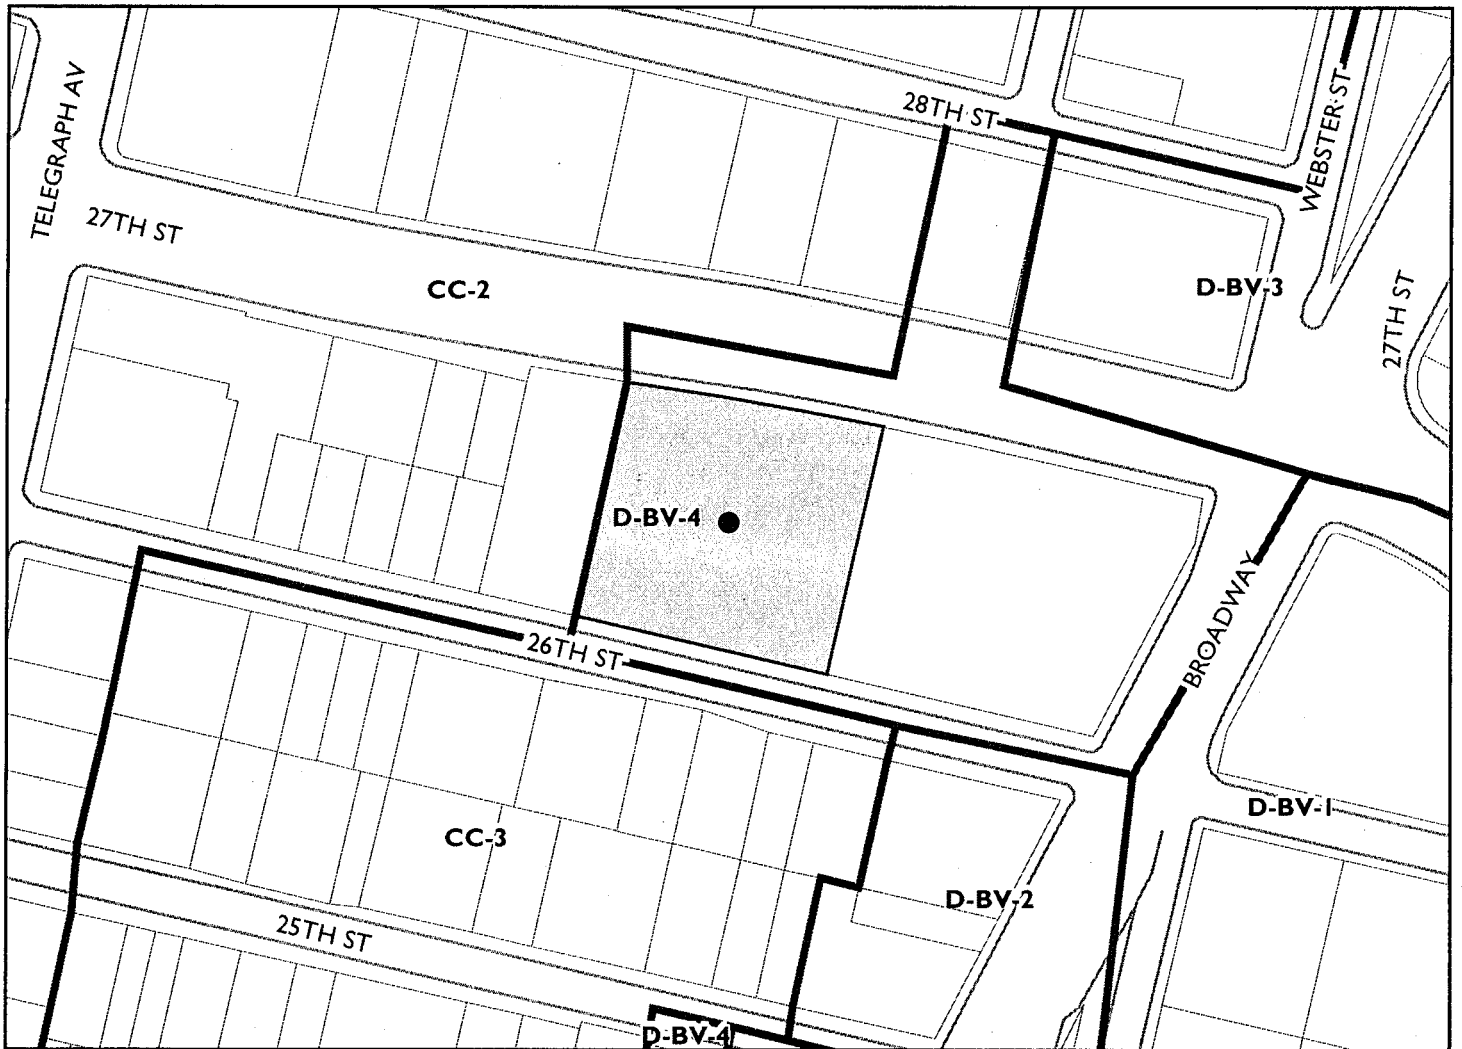 28TH ST
WEBSTER ST
TELEGRAPH AV
27TH ST
CC-2
D-BV-3
27TH ST
D-BV-4
BROADWAY
26TH ST
D-BV-1
CC-3
D-BV-2
25TH ST
D-BV-4